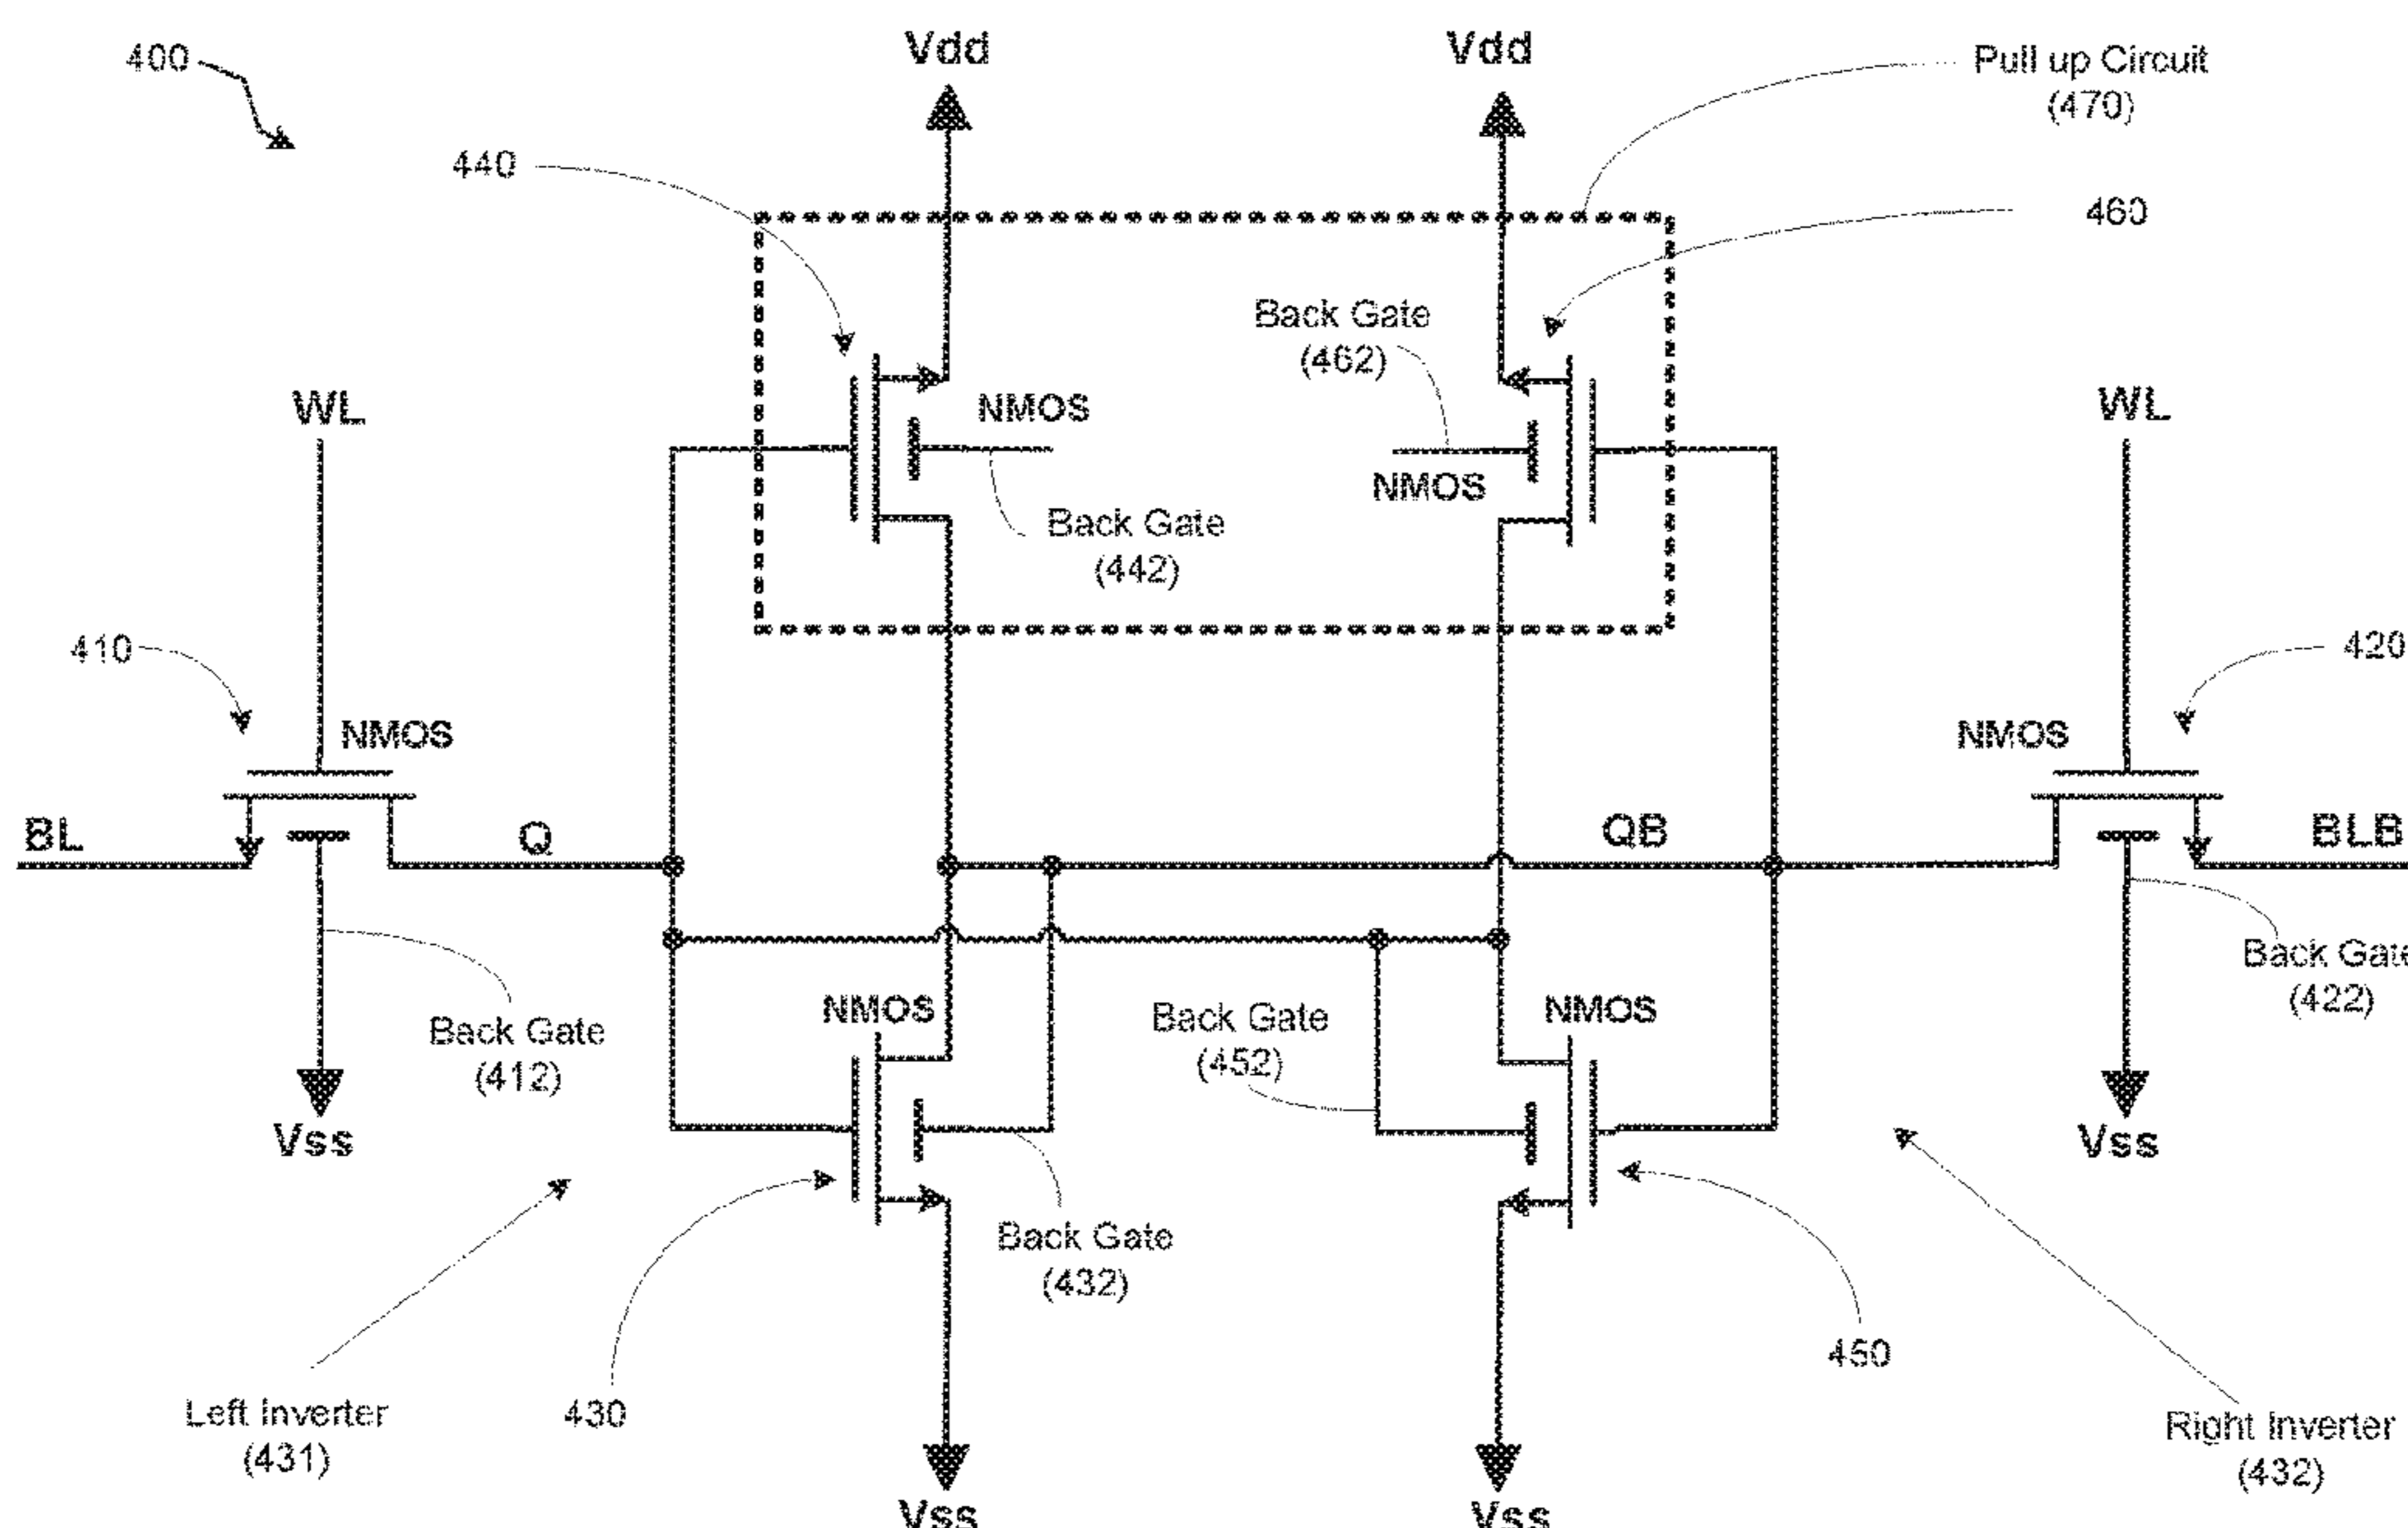 400
Vdd
Vdd
Pull up Circuit
(470)
440
460
Back Gate
(462)
WL
NMOS
WL
NMOS
Back Gate
(442)
410
420
NMOS
NMOS
BL
Q
QB
BLB
Back Gate
(422)
NMOS
Back Gate
(452)
NMOS
Back Gate
(412)
Vss
Vss
Back Gate
(432)
450
Left Inverter
(431)
430
Right Inverter
(432)
Vss
Vss